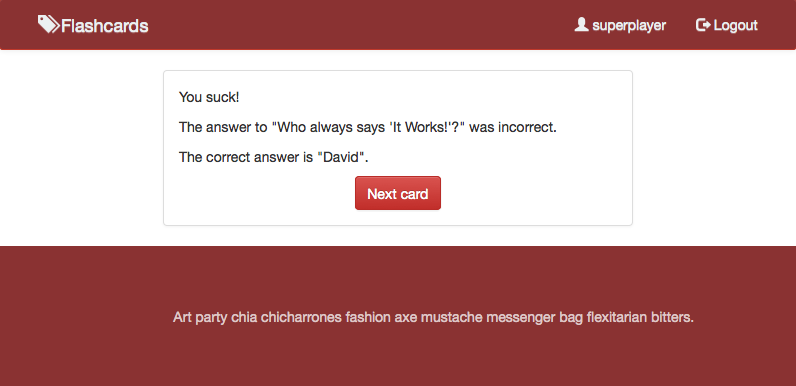 Flashcards
superplayer
Logout
You suck!
The answer to "Who always says 'It Works!'?" was incorrect.
The correct answer is "David".
Next card
Art party chia chicharrones fashion axe mustache messenger bag flexitarian bitters.